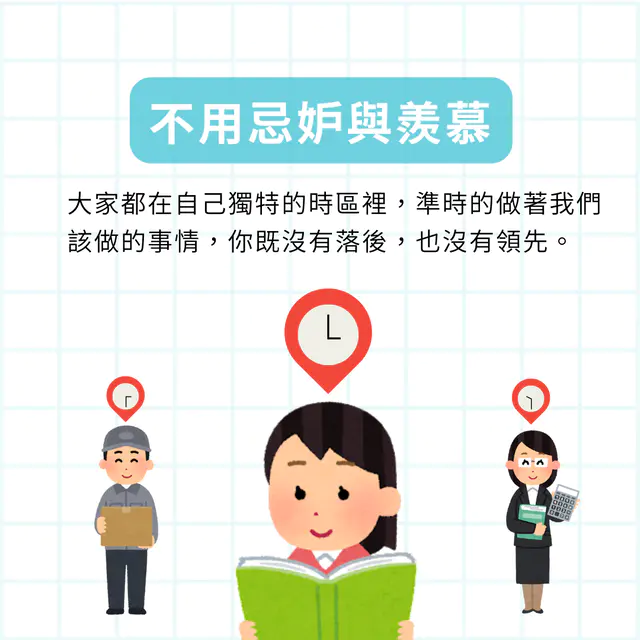 不用忌妒與羨慕
大家都在自己獨特的時區裡，準時的做著我們
該做的事情，你既沒有落後，也沒有領先。